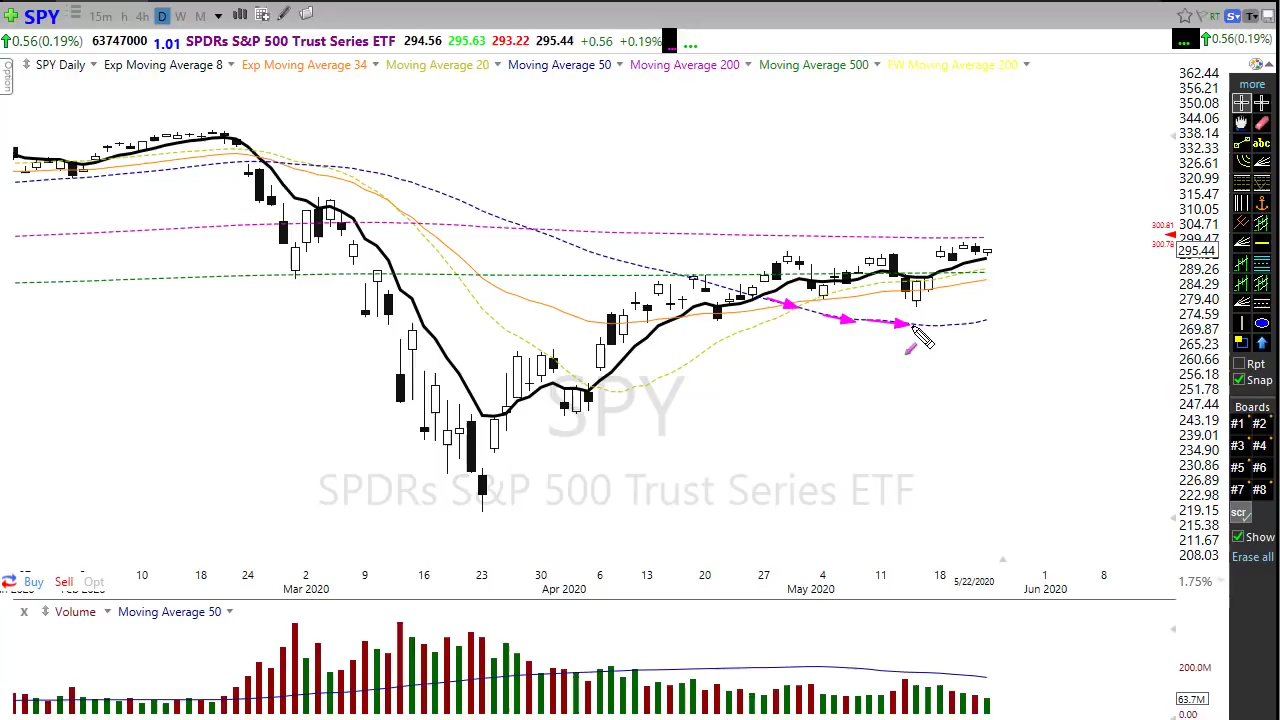 SPY 15m h 4h D W M RT S T
0.56(0.19%) 63747000 1.01 SPDRs S&P 500 Trust Series ETF 294.56 295.63 293.22 295.44 +0.56 +0.19% ... ... 0.56(0.19%)
SPY Daily Exp Moving Average 8 Exp Moving Average 34 Moving Average 20 Moving Average 50 Moving Average 200 Moving Average 500 FW Moving Average 200
Option
362.44
356.21
350.08
344.06
338.14
332.33
326.61
320.99
315.47
310.05
300.81 304.71
299.47
300.78 295.44
289.26
284.29
279.40
274.59
269.87
265.23
260.66
256.18
251.78
247.44
243.19
239.01
234.90
230.86
226.89
222.98
219.15
215.38
211.67
208.03
SPY
SPDRs S&P 500 Trust Series ETF
more
abc
Rpt
Snap
Boards
#1 #2
#3 #4
#5 #6
#7 #8
scr
Show
Erase all
Buy Sell Opt
10 18 24 2 9 16 23 30 6 13 20 27 4 11 18 5/22/2020 1 8
2020 Mar 2020 Apr 2020 May 2020 Jun 2020
1.75%
x Volume Moving Average 50
200.0M
63.7M
0.00